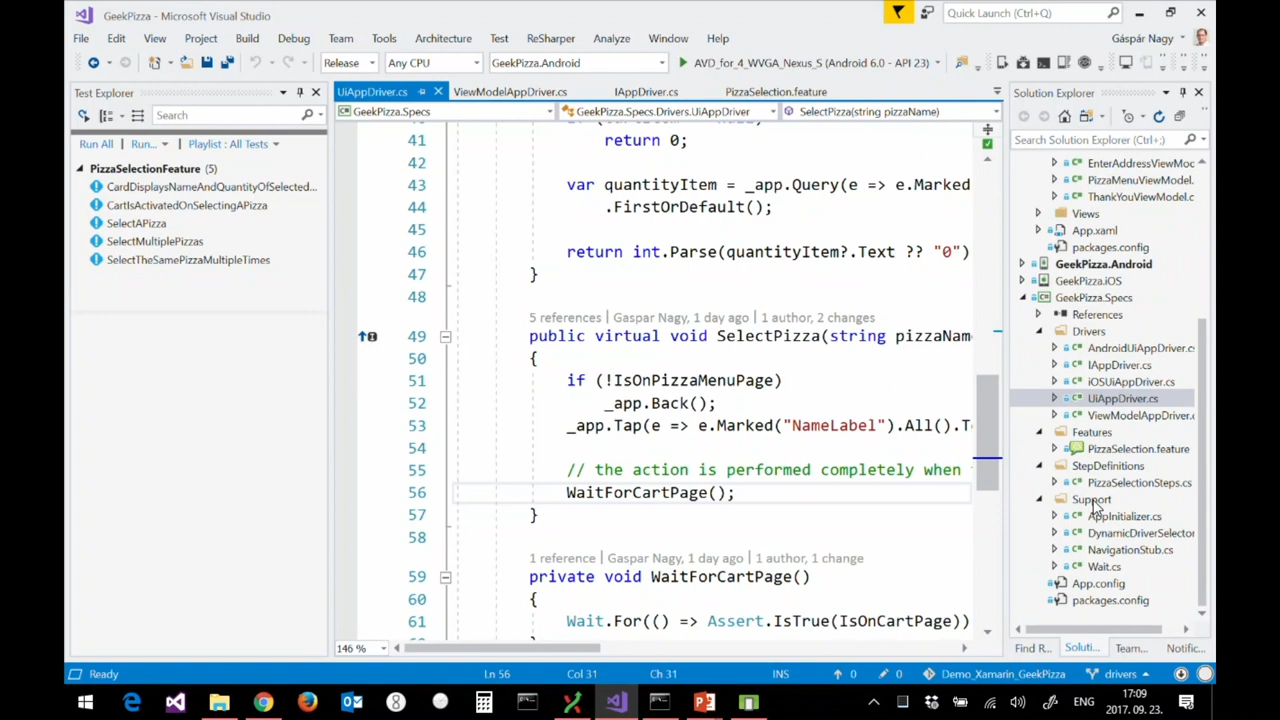 GeekPizza - Microsoft Visual Studio
Quick Launch (Ctrl+Q)
File Edit View Project Build Debug Team Tools Architecture Test ReSharper Analyze Window Help
Gáspár Nagy
Release Any CPU GeekPizza.Android AVD_for_4_WVGA_Nexus_S (Android 6.0 - API 23)
Test Explorer
Search
Run All Run... Playlist : All Tests
PizzaSelectionFeature (5)
CardDisplaysNameAndQuantityOfSelected...
CartIsActivatedOnSelectingAPizza
SelectAPizza
SelectMultiplePizzas
SelectTheSamePizzaMultipleTimes
UiAppDriver.cs ViewModelAppDriver.cs IAppDriver.cs PizzaSelection.feature
GeekPizza.Specs GeekPizza.Specs.Drivers.UiAppDriver SelectPizza(string pizzaName)
41 return 0;
42
43 var quantityItem = _app.Query(e => e.Marked
44 .FirstOrDefault();
45
46 return int.Parse(quantityItem?.Text ?? "0")
47 }
48
5 references | Gaspar Nagy, 1 day ago | 1 author, 2 changes
49 public virtual void SelectPizza(string pizzaNam
50 {
51 if (!IsOnPizzaMenuPage)
52 _app.Back();
53 _app.Tap(e => e.Marked("NameLabel").All().T
54
55 // the action is performed completely when
56 WaitForCartPage();
57 }
58
1 reference | Gaspar Nagy, 1 day ago | 1 author, 1 change
59 private void WaitForCartPage()
60 {
61 Wait.For(() => Assert.IsTrue(IsOnCartPage))
146 %
Solution Explorer
Search Solution Explorer (Ctrl+;)
EnterAddressViewMoc
PizzaMenuViewModel.
ThankYouViewModel.c
Views
App.xaml
packages.config
GeekPizza.Android
GeekPizza.iOS
GeekPizza.Specs
References
Drivers
AndroidUiAppDriver.cs
IAppDriver.cs
iOSUiAppDriver.cs
UiAppDriver.cs
ViewModelAppDriver.c
Features
PizzaSelection.feature
StepDefinitions
PizzaSelectionSteps.cs
Support
AppInitializer.cs
DynamicDriverSelector
NavigationStub.cs
Wait.cs
App.config
packages.config
Find R... Soluti... Team... Notific...
Ready Ln 56 Col 31 Ch 31 INS 0 0 Demo_Xamarin_GeekPizza drivers
ENG 17:09
2017. 09. 23.